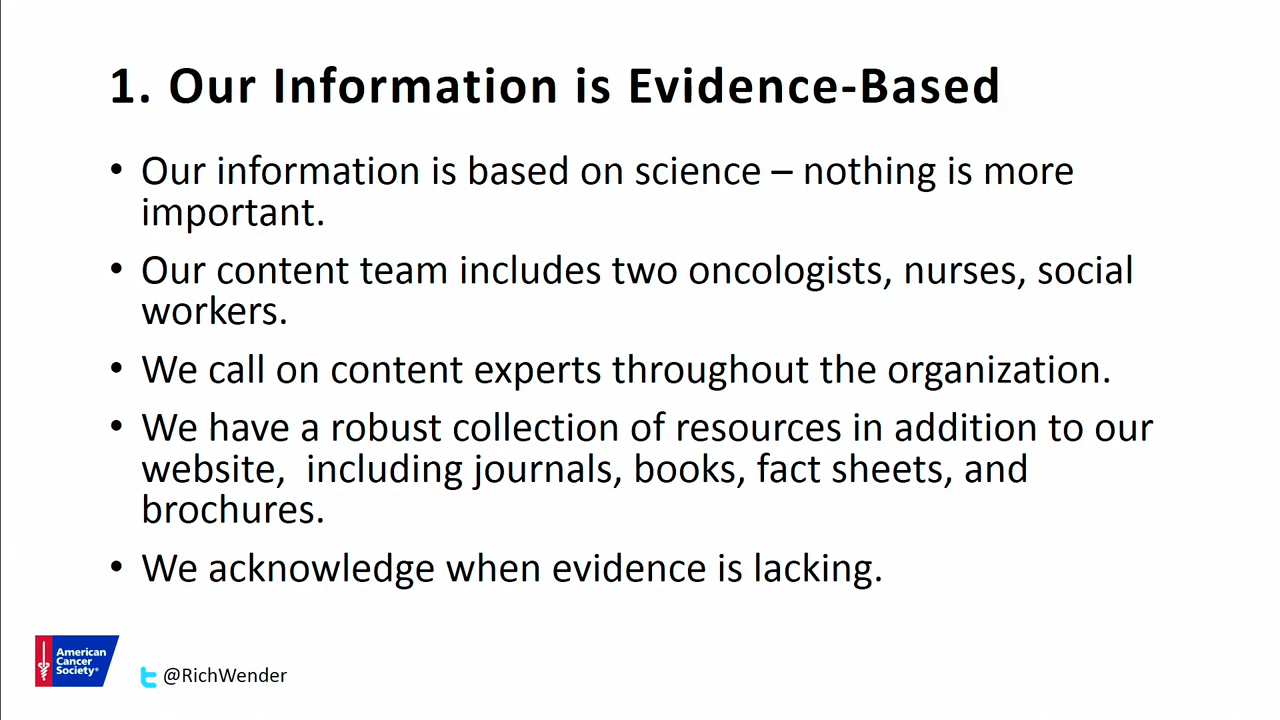 1. Our Information is Evidence-Based
• Our information is based on science – nothing is more
important.
• Our content team includes two oncologists, nurses, social
workers.
• We call on content experts throughout the organization.
• We have a robust collection of resources in addition to our
website,  including journals, books, fact sheets, and
brochures.
• We acknowledge when evidence is lacking.
American
Cancer
Society®
@RichWender